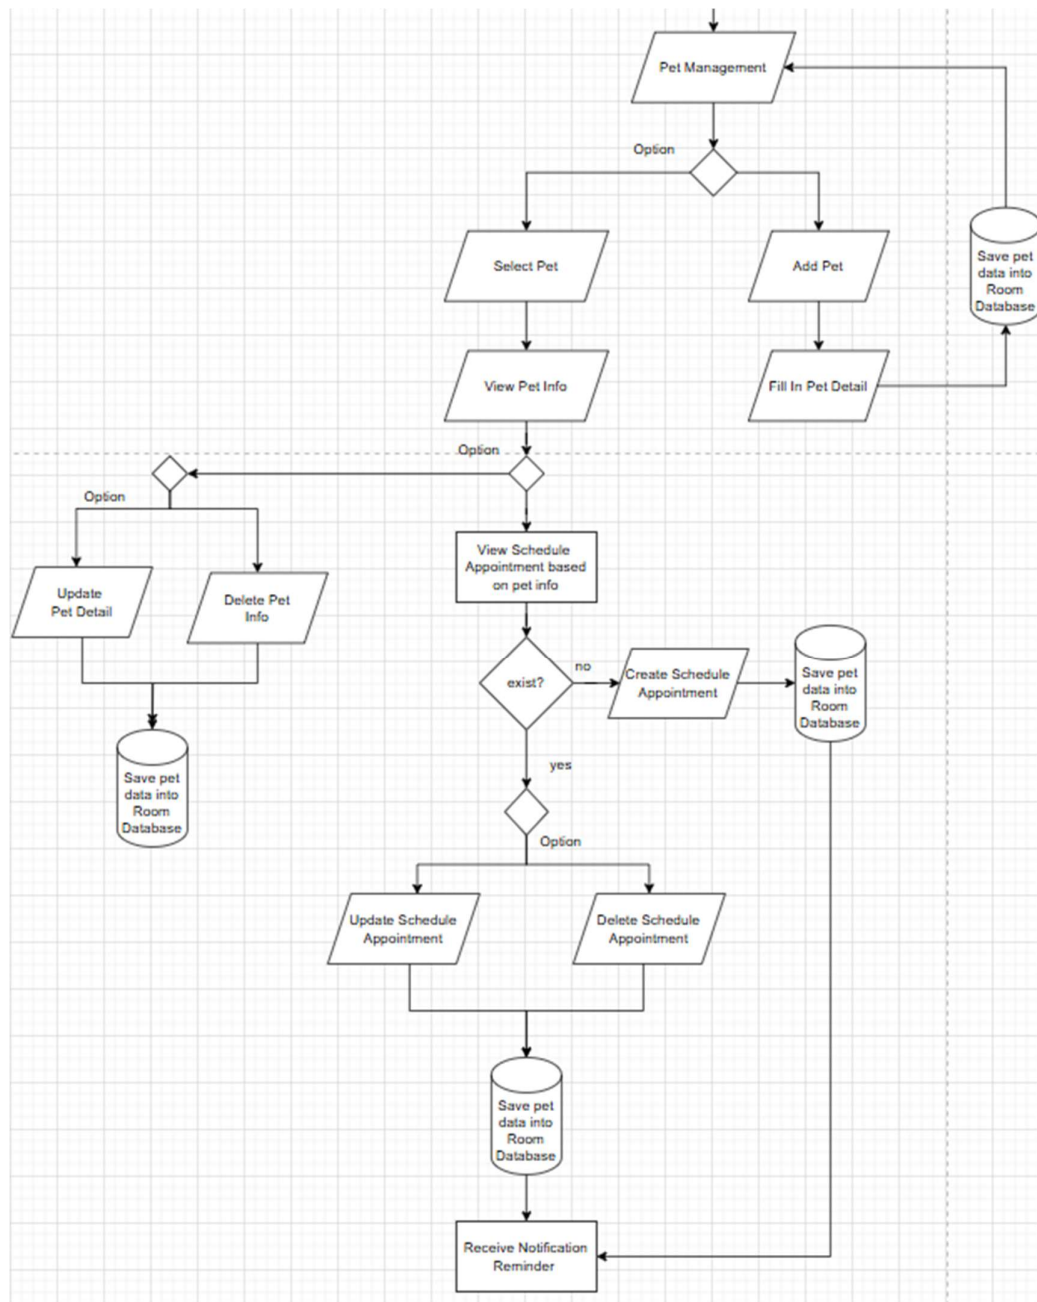 Pet Management
Option
Select Pet
Add Pet
Save pet
data into
Room
Database
View Pet Info
Fill In Pet Detail
Option
Option
View Schedule
Appointment based
on pet info
Update
Pet Detail
Delete Pet
Info
exist?
no
Create Schedule
Appointment
Save pet
data into
Room
Database
yes
Save pet
data into
Room
Database
Option
Update Schedule
Appointment
Delete Schedule
Appointment
Save pet
data into
Room
Database
Receive Notification
Reminder